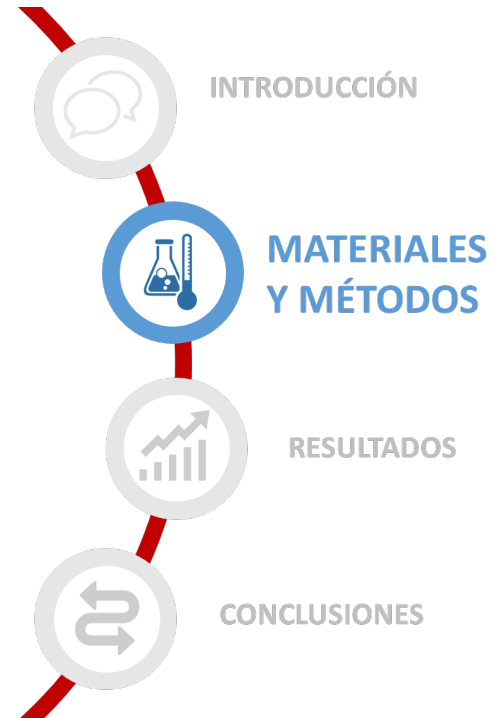 INTRODUCCIÓN
MATERIALES
Y MÉTODOS
RESULTADOS
CONCLUSIONES